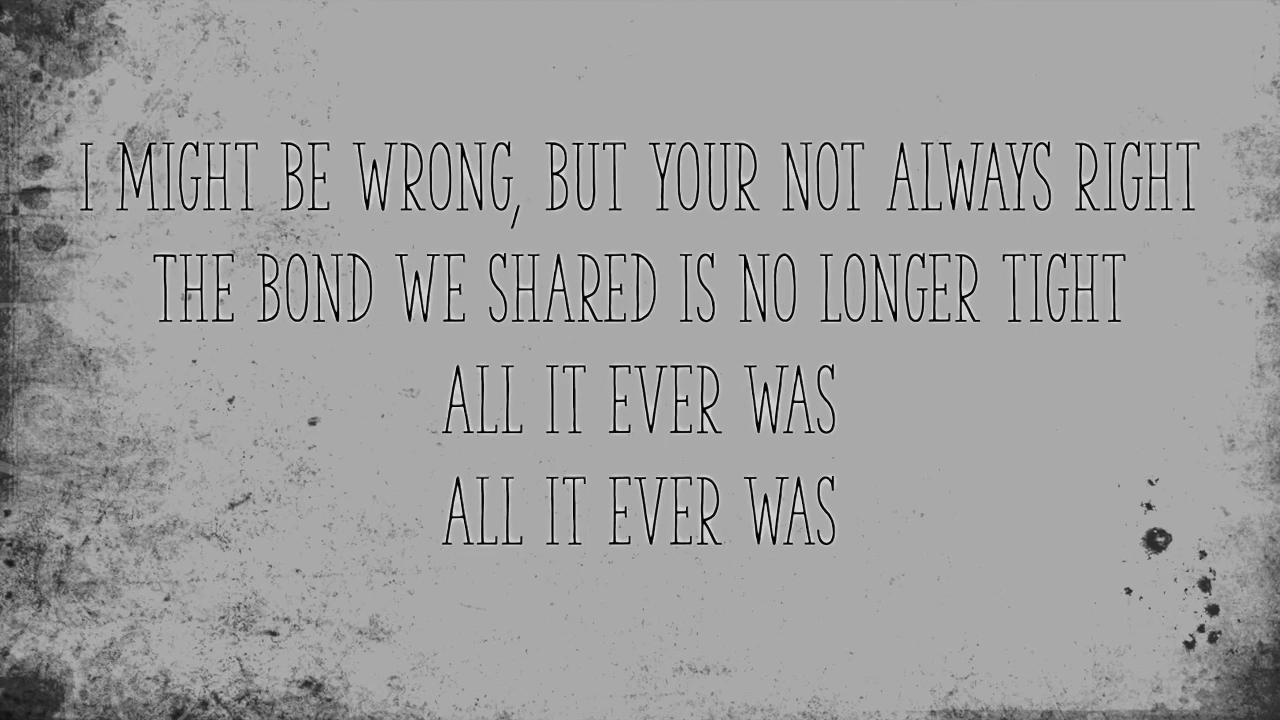 I MIGHT BE WRONG, BUT YOUR NOT ALWAYS RIGHT
THE BOND WE SHARED IS NO LONGER TIGHT
ALL IT EVER WAS
ALL IT EVER WAS